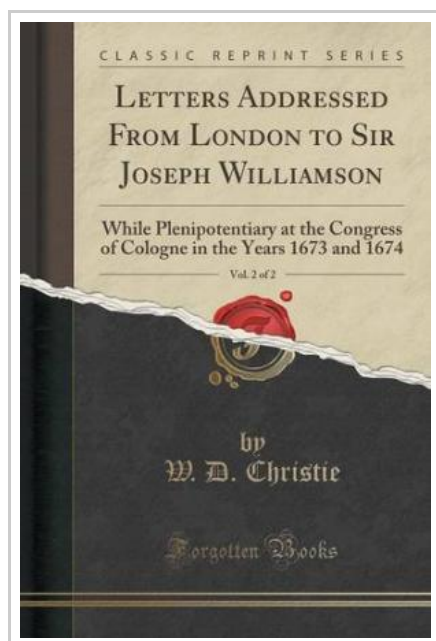 CLASSIC REPRINT SERIES
LETTERS ADDRESSED
FROM LONDON TO SIR
JOSEPH WILLIAMSON
While Plenipotentiary at the Congress
of Cologne in the Years 1673 and 1674
Vol. 2 of 2
by
W. D. Christie
Forgotten Books